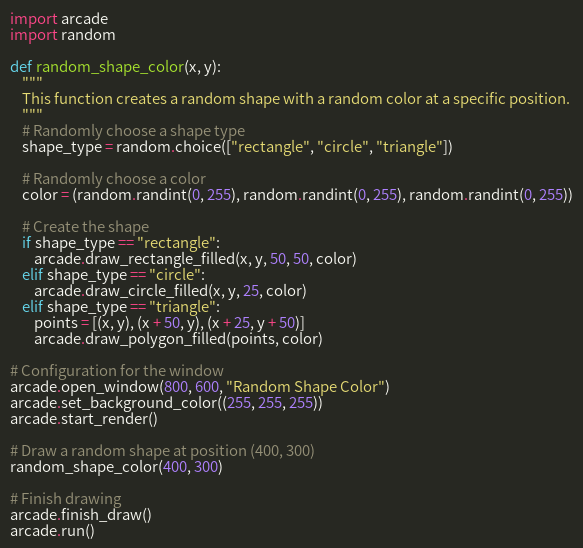 import arcade
import random

def random_shape_color(x, y):
    """
    This function creates a random shape with a random color at a specific position.
    """
    # Randomly choose a shape type
    shape_type = random.choice(["rectangle", "circle", "triangle"])

    # Randomly choose a color
    color = (random.randint(0, 255), random.randint(0, 255), random.randint(0, 255))

    # Create the shape
    if shape_type == "rectangle":
        arcade.draw_rectangle_filled(x, y, 50, 50, color)
    elif shape_type == "circle":
        arcade.draw_circle_filled(x, y, 25, color)
    elif shape_type == "triangle":
        points = [(x, y), (x + 50, y), (x + 25, y + 50)]
        arcade.draw_polygon_filled(points, color)

# Configuration for the window
arcade.open_window(800, 600, "Random Shape Color")
arcade.set_background_color((255, 255, 255))
arcade.start_render()

# Draw a random shape at position (400, 300)
random_shape_color(400, 300)

# Finish drawing
arcade.finish_draw()
arcade.run()